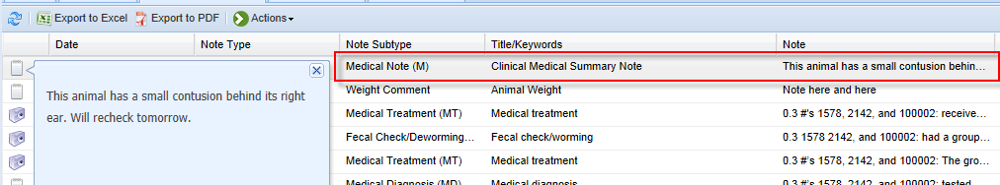 Export to Excel Export to PDF Actions
Date Note Type Note Subtype Title/Keywords Note
Medical Note (M) Clinical Medical Summary Note This animal has a small contusion behin...
This animal has a small contusion behind its right
ear. Will recheck tomorrow.
Weight Comment Animal Weight Note here and here
Medical Treatment (MT) Medical treatment 0.3 #'s 1578, 2142, and 100002: receive...
Fecal Check/Deworming... Fecal check/worming 0.3 1578 2142, and 100002: had a group...
Medical Treatment (MT) Medical treatment 0.3 #'s 1578, 2142, and 100002: The gro...
Medical Diagnosis (MD) Medical diagnosis 0.3 #'s 1578, 2142, and 100002: tested